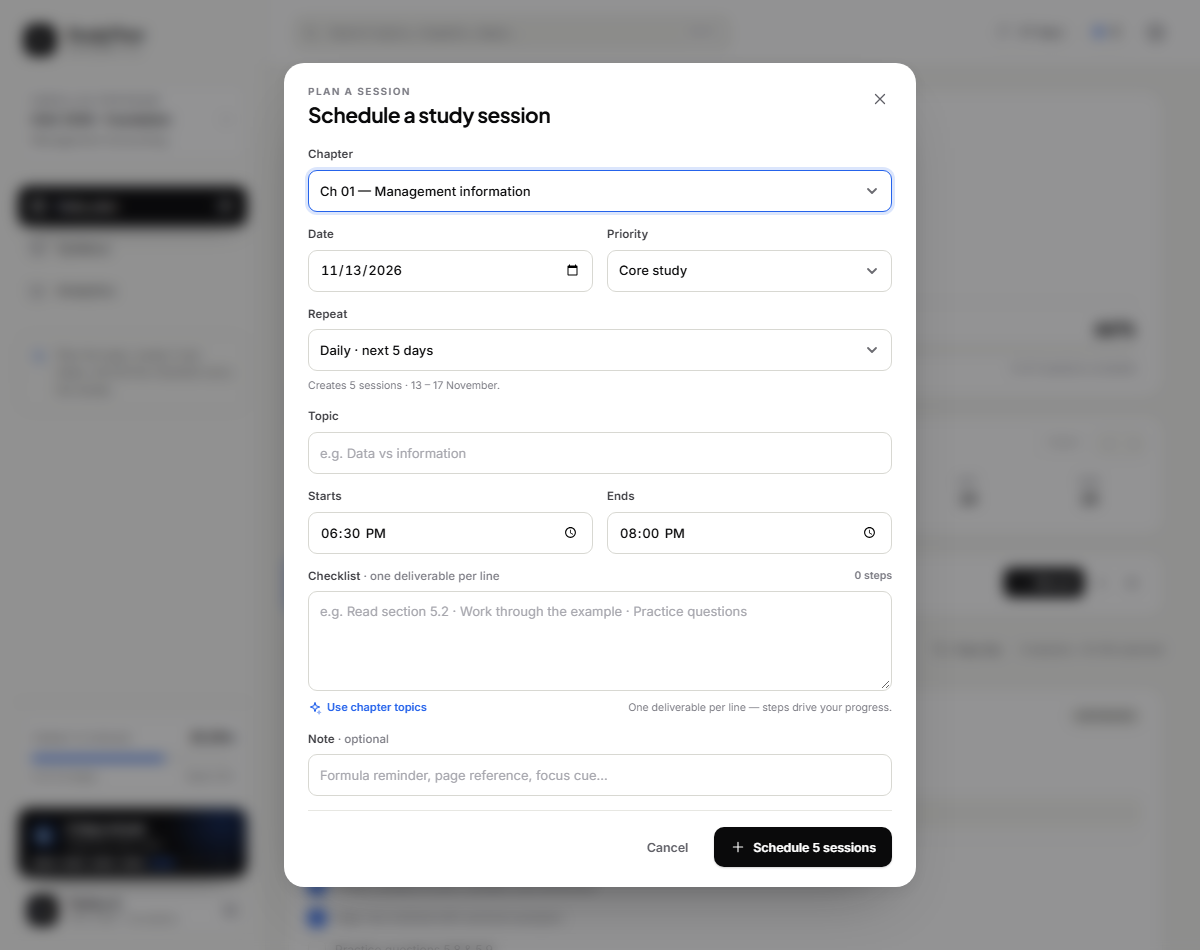 PLAN A SESSION
Schedule a study session
Chapter
Ch 01 — Management information
Date
Priority
11/13/2026
Core study
Repeat
Daily · next 5 days
Creates 5 sessions · 13 – 17 November.
Topic
e.g. Data vs information
Starts
Ends
06:30 PM
08:00 PM
Checklist · one deliverable per line
0 steps
e.g. Read section 5.2 · Work through the example · Practice questions
Use chapter topics
One deliverable per line — steps drive your progress.
Note · optional
Formula reminder, page reference, focus cue...
Cancel
Schedule 5 sessions